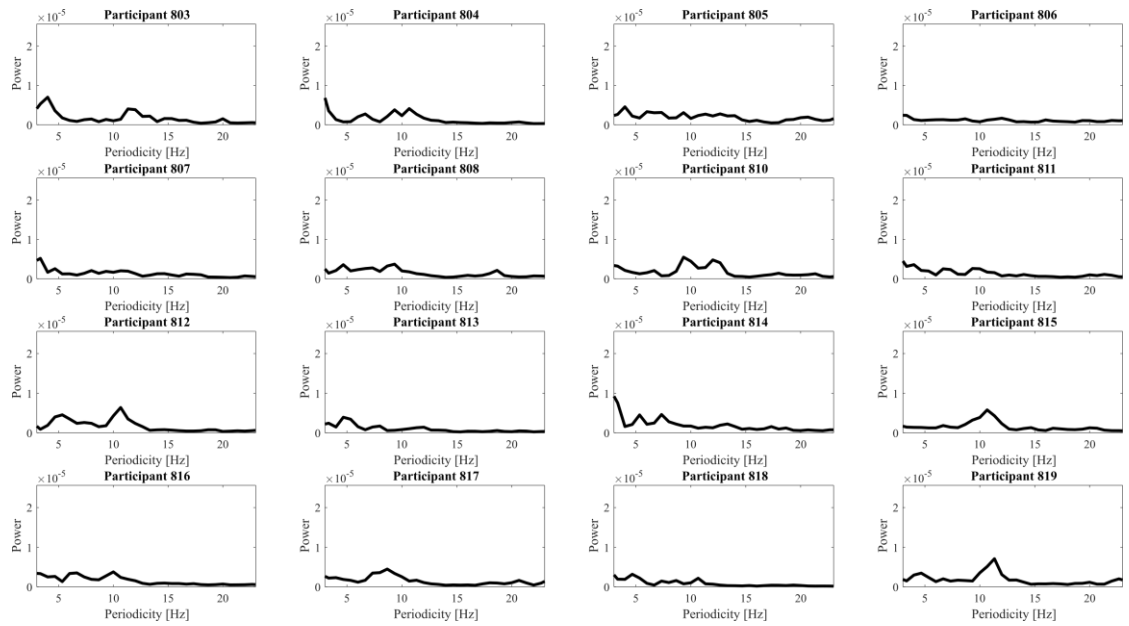 Participant 803 Participant 804 Participant 805 Participant 806
×10⁻⁵ ×10⁻⁵ ×10⁻⁵ ×10⁻⁵
2 2 2 2
Power Power Power Power
1 1 1 1
0 0 0 0
5 10 15 20 5 10 15 20 5 10 15 20 5 10 15 20
Periodicity [Hz] Periodicity [Hz] Periodicity [Hz] Periodicity [Hz]
Participant 807 Participant 808 Participant 810 Participant 811
×10⁻⁵ ×10⁻⁵ ×10⁻⁵ ×10⁻⁵
2 2 2 2
Power Power Power Power
1 1 1 1
0 0 0 0
5 10 15 20 5 10 15 20 5 10 15 20 5 10 15 20
Periodicity [Hz] Periodicity [Hz] Periodicity [Hz] Periodicity [Hz]
Participant 812 Participant 813 Participant 814 Participant 815
×10⁻⁵ ×10⁻⁵ ×10⁻⁵ ×10⁻⁵
2 2 2 2
Power Power Power Power
1 1 1 1
0 0 0 0
5 10 15 20 5 10 15 20 5 10 15 20 5 10 15 20
Periodicity [Hz] Periodicity [Hz] Periodicity [Hz] Periodicity [Hz]
Participant 816 Participant 817 Participant 818 Participant 819
×10⁻⁵ ×10⁻⁵ ×10⁻⁵ ×10⁻⁵
2 2 2 2
Power Power Power Power
1 1 1 1
0 0 0 0
5 10 15 20 5 10 15 20 5 10 15 20 5 10 15 20
Periodicity [Hz] Periodicity [Hz] Periodicity [Hz] Periodicity [Hz]